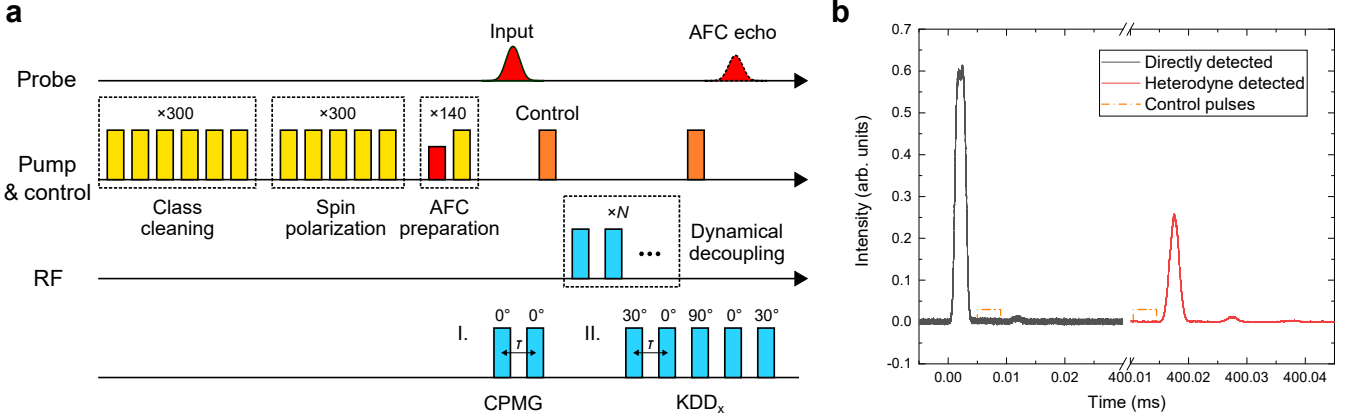 a
Input
AFC echo
Probe
×300
×300
×140
Control
Pump
& control
Class
cleaning
Spin
polarization
AFC
preparation
×N
Dynamical
decoupling
RF
I.
0°
0°
II.
30°
0°
90°
0°
30°
τ
τ
CPMG
KDDx
b
0.7
0.6
0.5
0.4
0.3
0.2
0.1
0.0
-0.1
Intensity (arb. units)
Directly detected
Heterodyne detected
Control pulses
0.00
0.01
0.02
400.01
400.02
400.03
400.04
Time (ms)